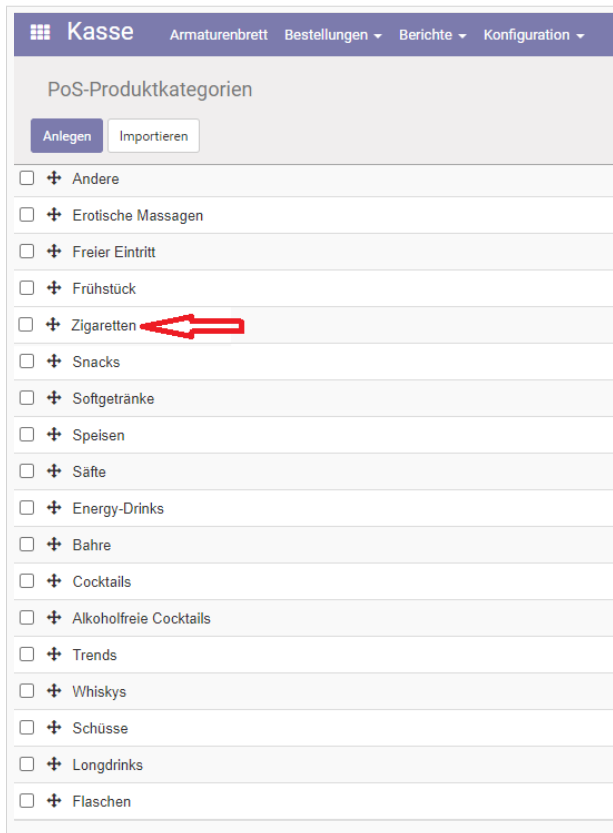 Kasse Armaturenbrett Bestellungen Berichte Konfiguration
PoS-Produktkategorien
Anlegen Importieren
Andere
Erotische Massagen
Freier Eintritt
Frühstück
Zigaretten
Snacks
Softgetränke
Speisen
Säfte
Energy-Drinks
Bahre
Cocktails
Alkoholfreie Cocktails
Trends
Whiskys
Schüsse
Longdrinks
Flaschen